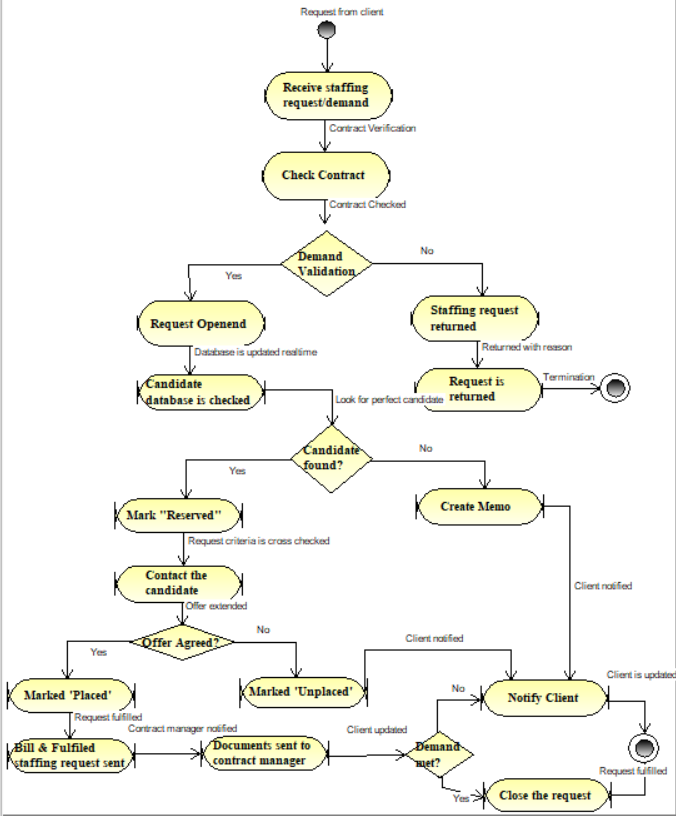 Request from client
Receive staffing
request/demand
Contract Verification
Check Contract
Contract Checked
Demand
Validation
Yes
No
Request Openend
Staffing request
returned
Database is updated realtime
Returned with reason
Candidate
database is checked
Request is
returned
Termination
Look for perfect candidate
Candidate
found?
Yes
No
Mark "Reserved"
Create Memo
Request criteria is cross checked
Contact the
candidate
Client notified
Offer extended
Offer Agreed?
Yes
No
Client notified
Marked 'Placed'
Marked 'Unplaced'
Notify Client
Client is updated
No
Request fulfilled
Contract manager notified
Client updated
Bill & Fulfiled
staffing request sent
Documents sent to
contract manager
Demand
met?
Request fulfilled
Yes
Close the request